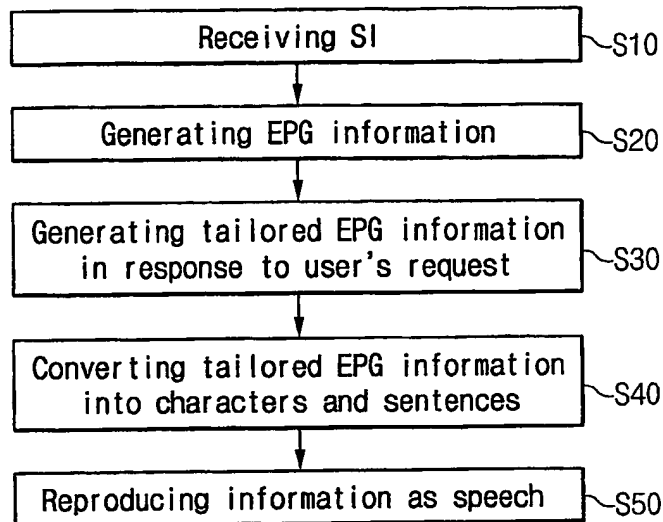 Receiving SI
S10
Generating EPG information
S20
Generating tailored EPG information
in response to user's request
S30
Converting tailored EPG information
into characters and sentences
S40
Reproducing information as speech
S50